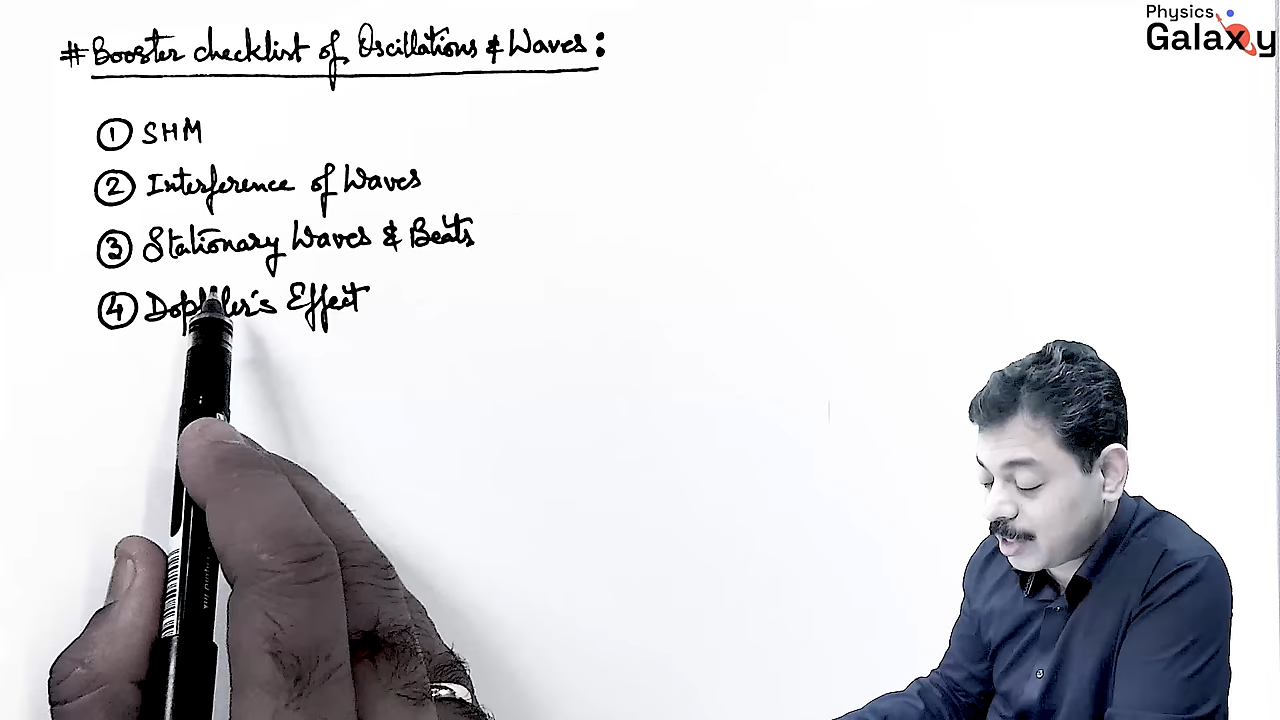 # Booster checklist of Oscillations & Waves :
Physics
Galaxy
① SHM
② Interference of Waves
③ Stationary Waves & Beats
④ Doppler's Effect